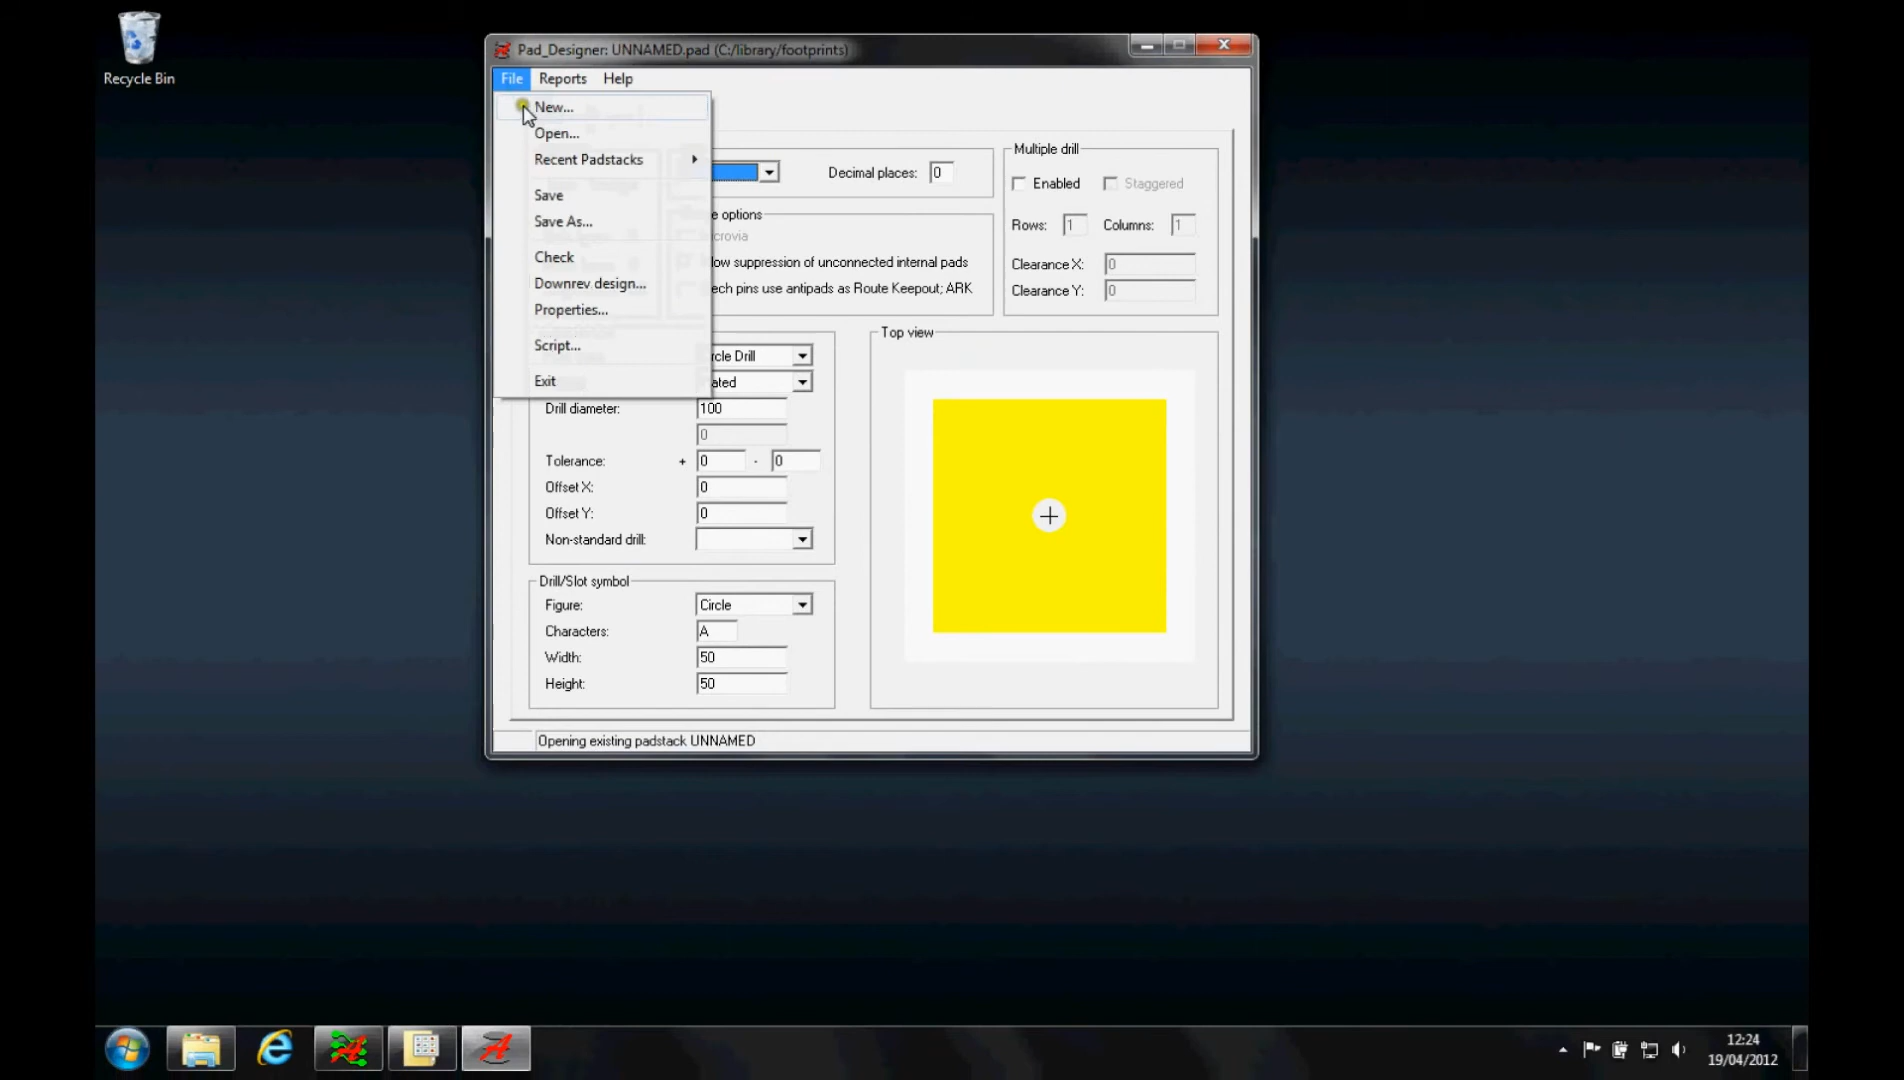 Recycle Bin
Pad_Designer: UNNAMED.pad (C:/library/footprints)
File Reports Help
New...
Open...
Recent Padstacks
Save
Save As...
Check
Downrev design...
Properties...
Script...
Exit
Decimal places: 0
options
low suppression of unconnected internal pads
ech pins use antipads as Route Keepout; ARK
Multiple drill
Enabled Staggered
Rows: 1 Columns: 1
Clearance X: 0
Clearance Y: 0
rcle Drill
ated
Drill diameter: 100
0
Tolerance: + 0 - 0
Offset X: 0
Offset Y: 0
Non-standard drill:
Drill/Slot symbol
Figure: Circle
Characters: A
Width: 50
Height: 50
Top view
Opening existing padstack UNNAMED
12:24
19/04/2012